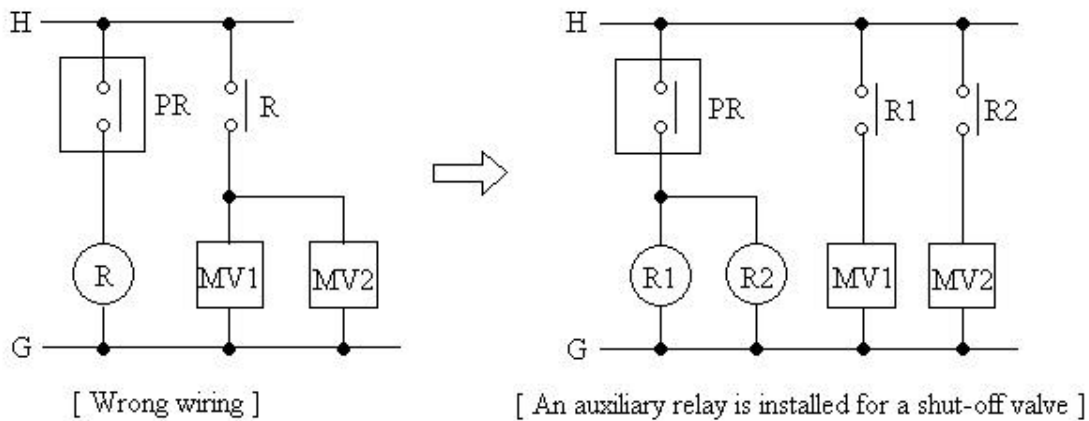 H
PR
R
R
MV1
MV2
G
[ Wrong wiring ]
H
PR
R1
R2
R1
R2
MV1
MV2
G
[ An auxiliary relay is installed for a shut-off valve ]